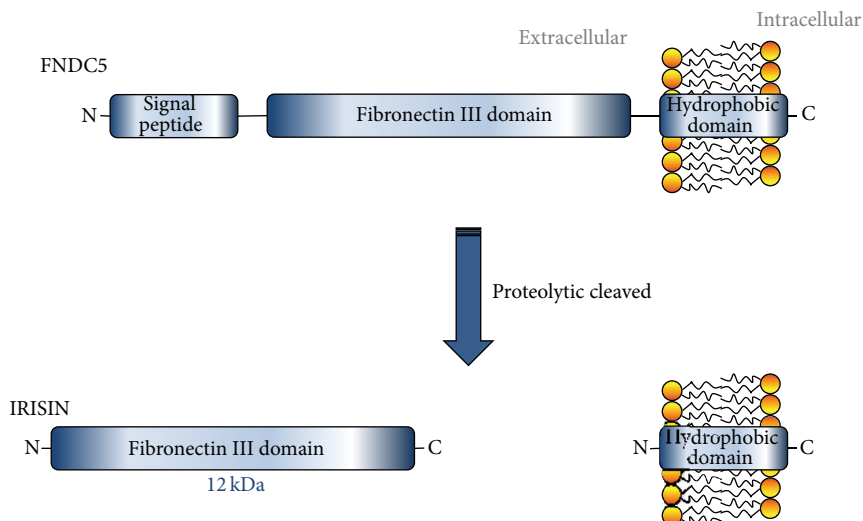 Extracellular
Intracellular
FNDC5
N
Signal
peptide
Fibronectin III domain
Hydrophobic
domain
C
Proteolytic cleaved
IRISIN
N
Fibronectin III domain
C
12 kDa
N
Hydrophobic
domain
C